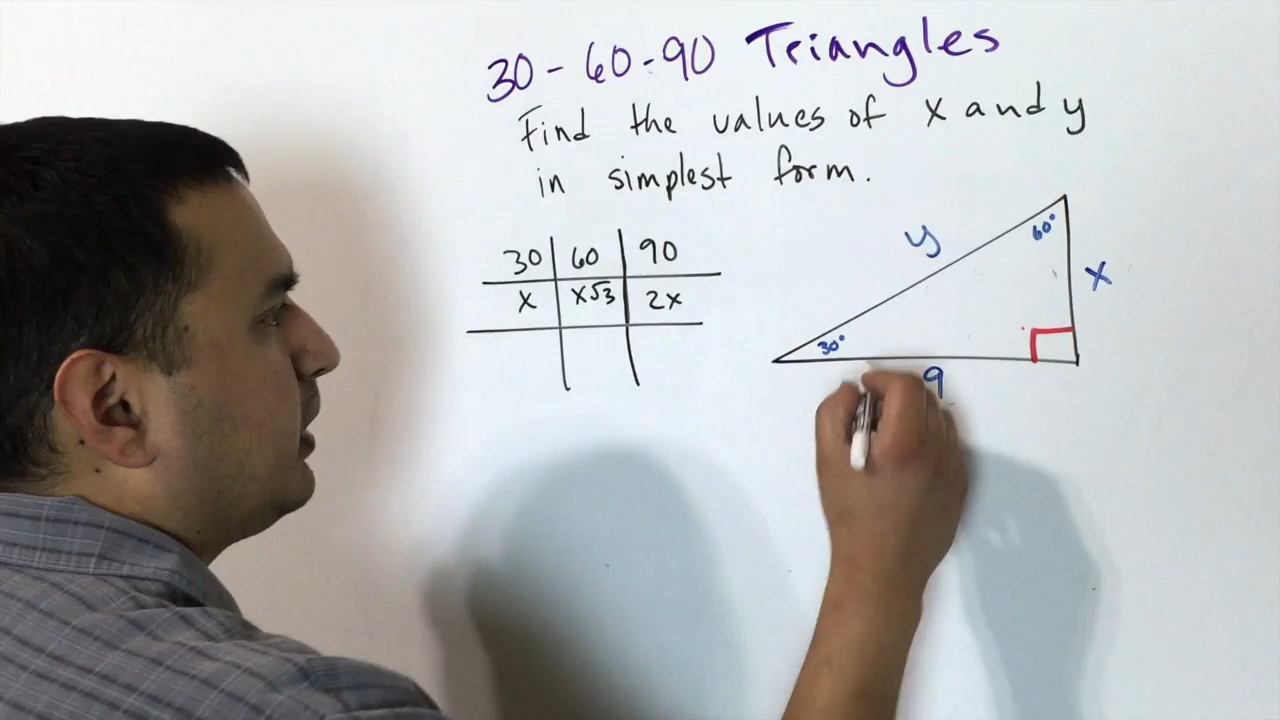 30-60-90 Triangles
Find the values of x and y
in simplest form.
30 60 90
x x√3 2x
y
60°
x
30°
9